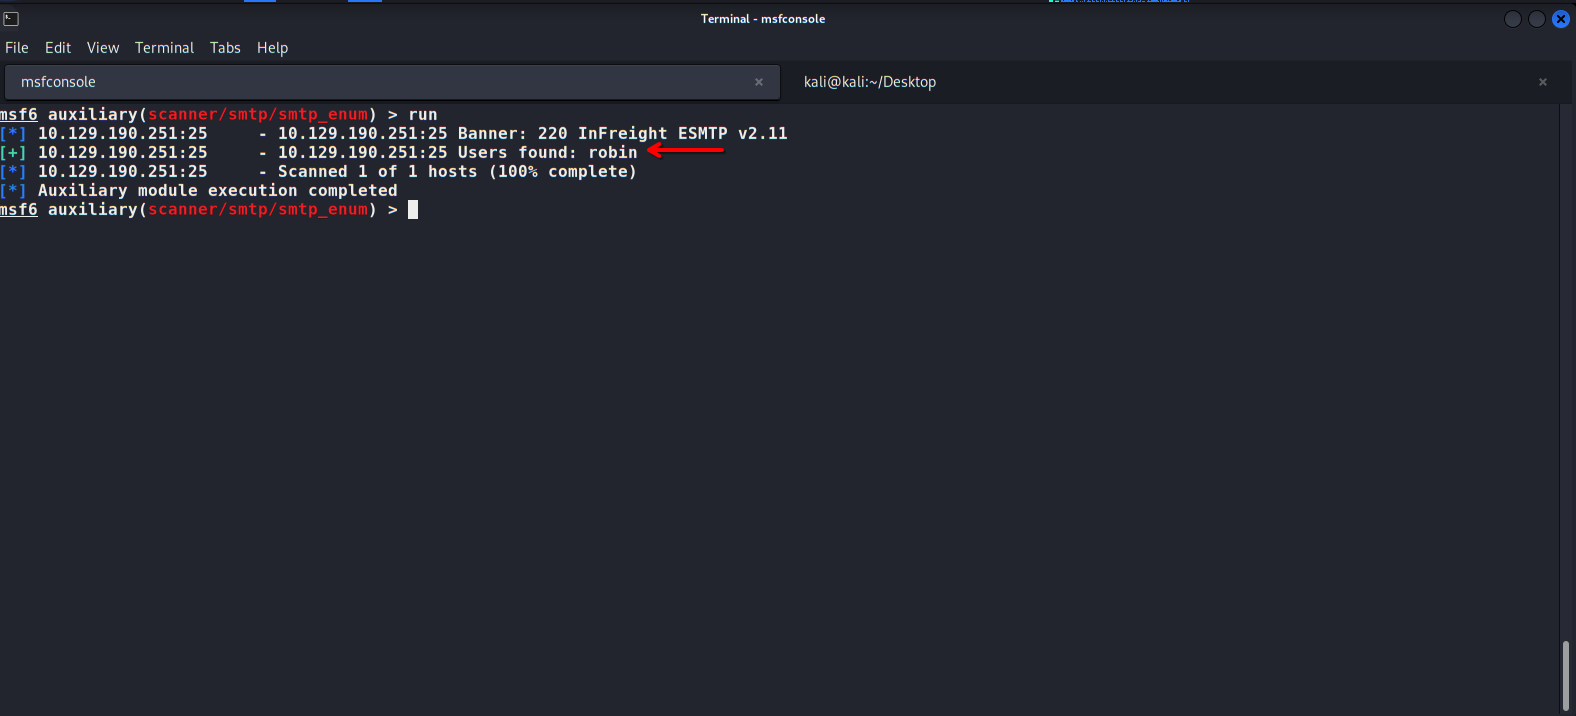 Terminal - msfconsole
File Edit View Terminal Tabs Help
msfconsole × kali@kali:~/Desktop ×
msf6 auxiliary(scanner/smtp/smtp_enum) > run
[*] 10.129.190.251:25     - 10.129.190.251:25 Banner: 220 InFreight ESMTP v2.11
[+] 10.129.190.251:25     - 10.129.190.251:25 Users found: robin
[*] 10.129.190.251:25     - Scanned 1 of 1 hosts (100% complete)
[*] Auxiliary module execution completed
msf6 auxiliary(scanner/smtp/smtp_enum) >